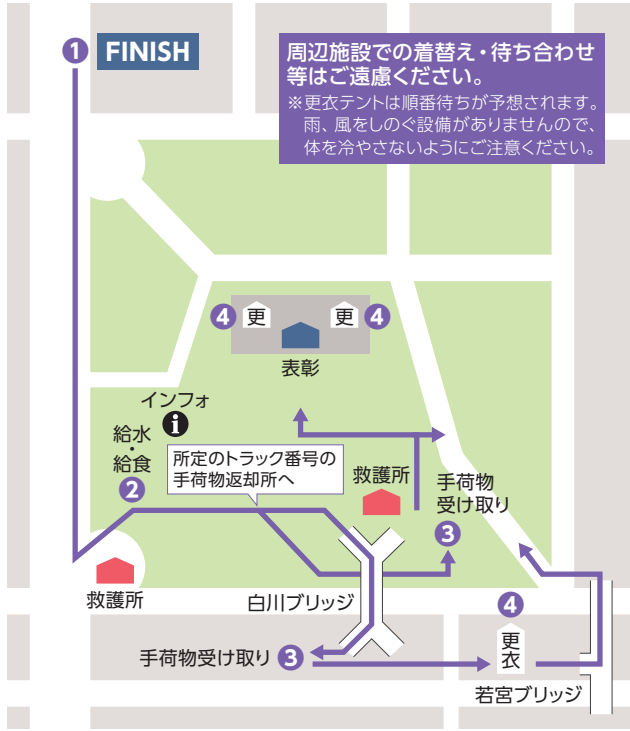 1 FINISH
周辺施設での着替え・待ち合わせ
等はご遠慮ください。
※更衣テントは順番待ちが予想されます。
雨、風をしのぐ設備がありませんので、
体を冷やさないようにご注意ください。
4 更 更 4
表彰
インフォ
i
給水
・
給食
2
所定のトラック番号の
手荷物返却所へ
救護所
手荷物
受け取り
3
救護所
白川ブリッジ
4
更衣
手荷物受け取り 3
若宮ブリッジ